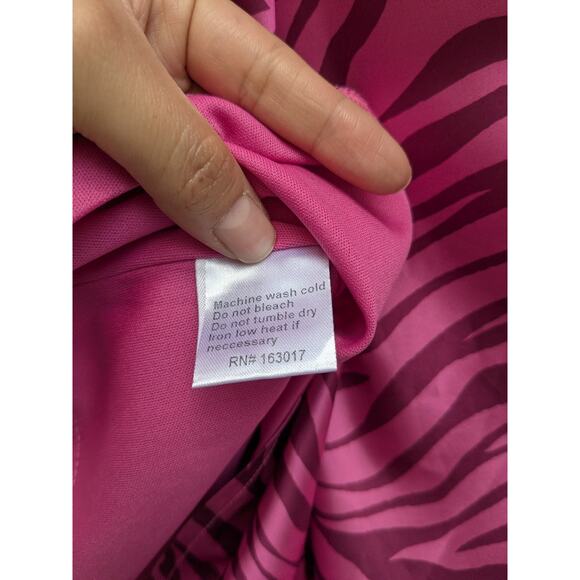 Machine wash cold
Do not bleach
Do not tumble dry
Iron low heat if
neccessary
RN# 163017